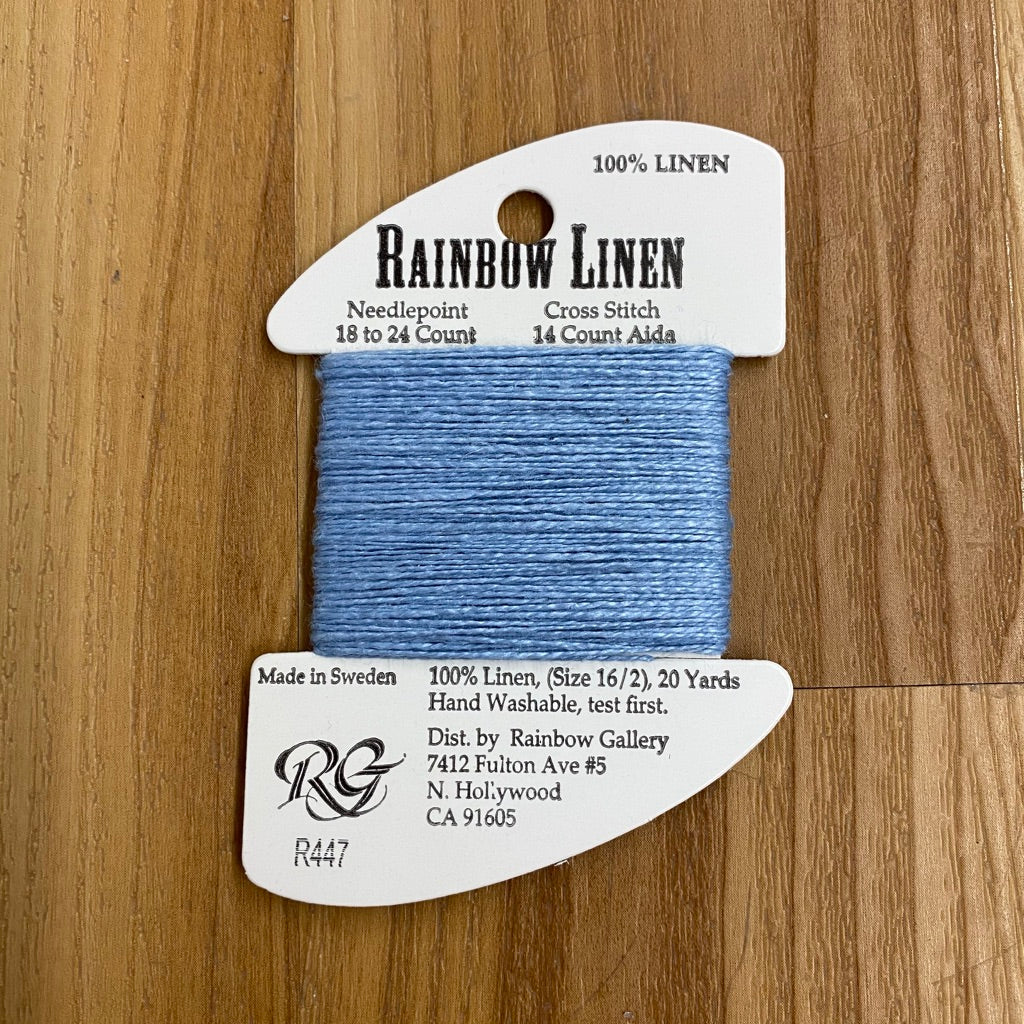 100% LINEN
RAINBOW LINEN
Needlepoint
18 to 24 Count
Cross Stitch
14 Count Aida
Made in Sweden
100% Linen, (Size 16/2), 20 Yards
Hand Washable, test first.
Dist. by Rainbow Gallery
7412 Fulton Ave #5
N. Hollywood
CA 91605
RG
R447